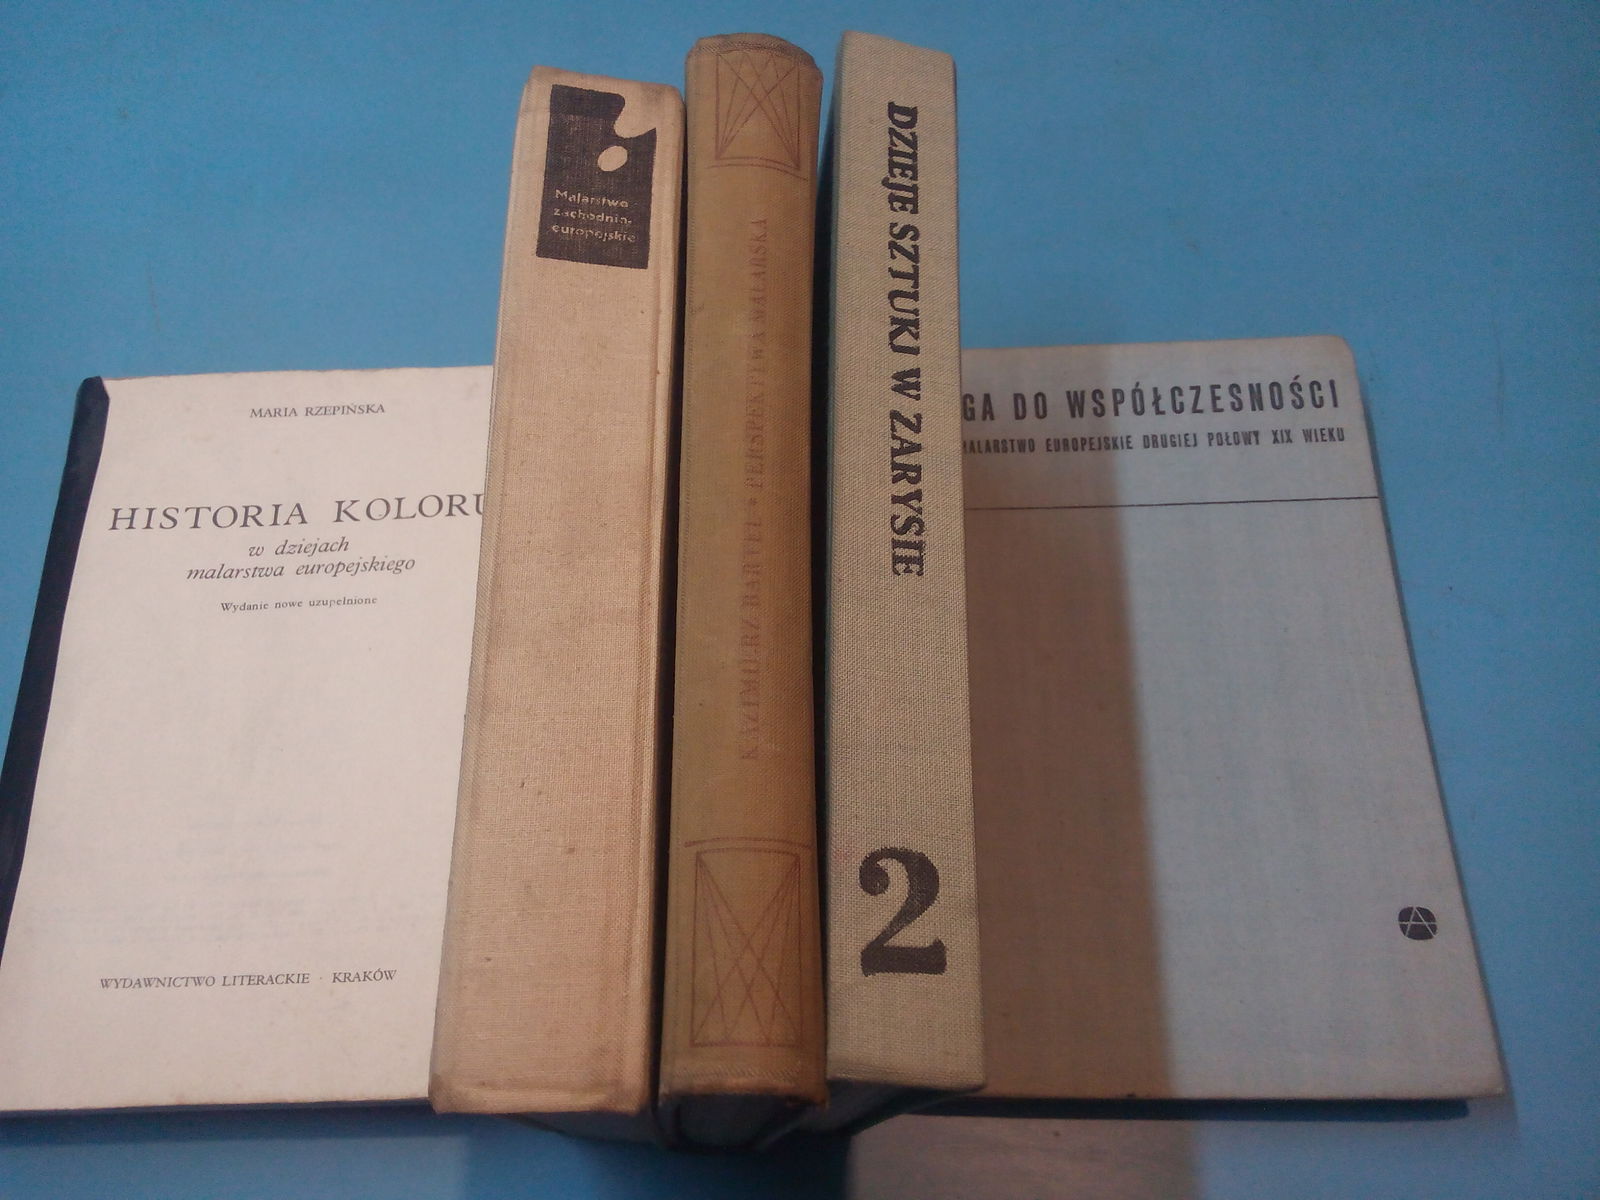 MARIA RZEPIŃSKA
HISTORIA KOLORU
w dziejach
malarstwa europejskiego
Wydanie nowe uzupełnione
WYDAWNICTWO LITERACKIE · KRAKÓW
Malarstwo
zachodnio-
europejskie
KAZIMIERZ BARTEL * PERSPEKTYWA MALARSKA
DZIEJE SZTUKI W ZARYSIE
2
GA DO WSPÓŁCZESNOŚCI
MALARSTWO EUROPEJSKIE DRUGIEJ POŁOWY XIX WIEKU